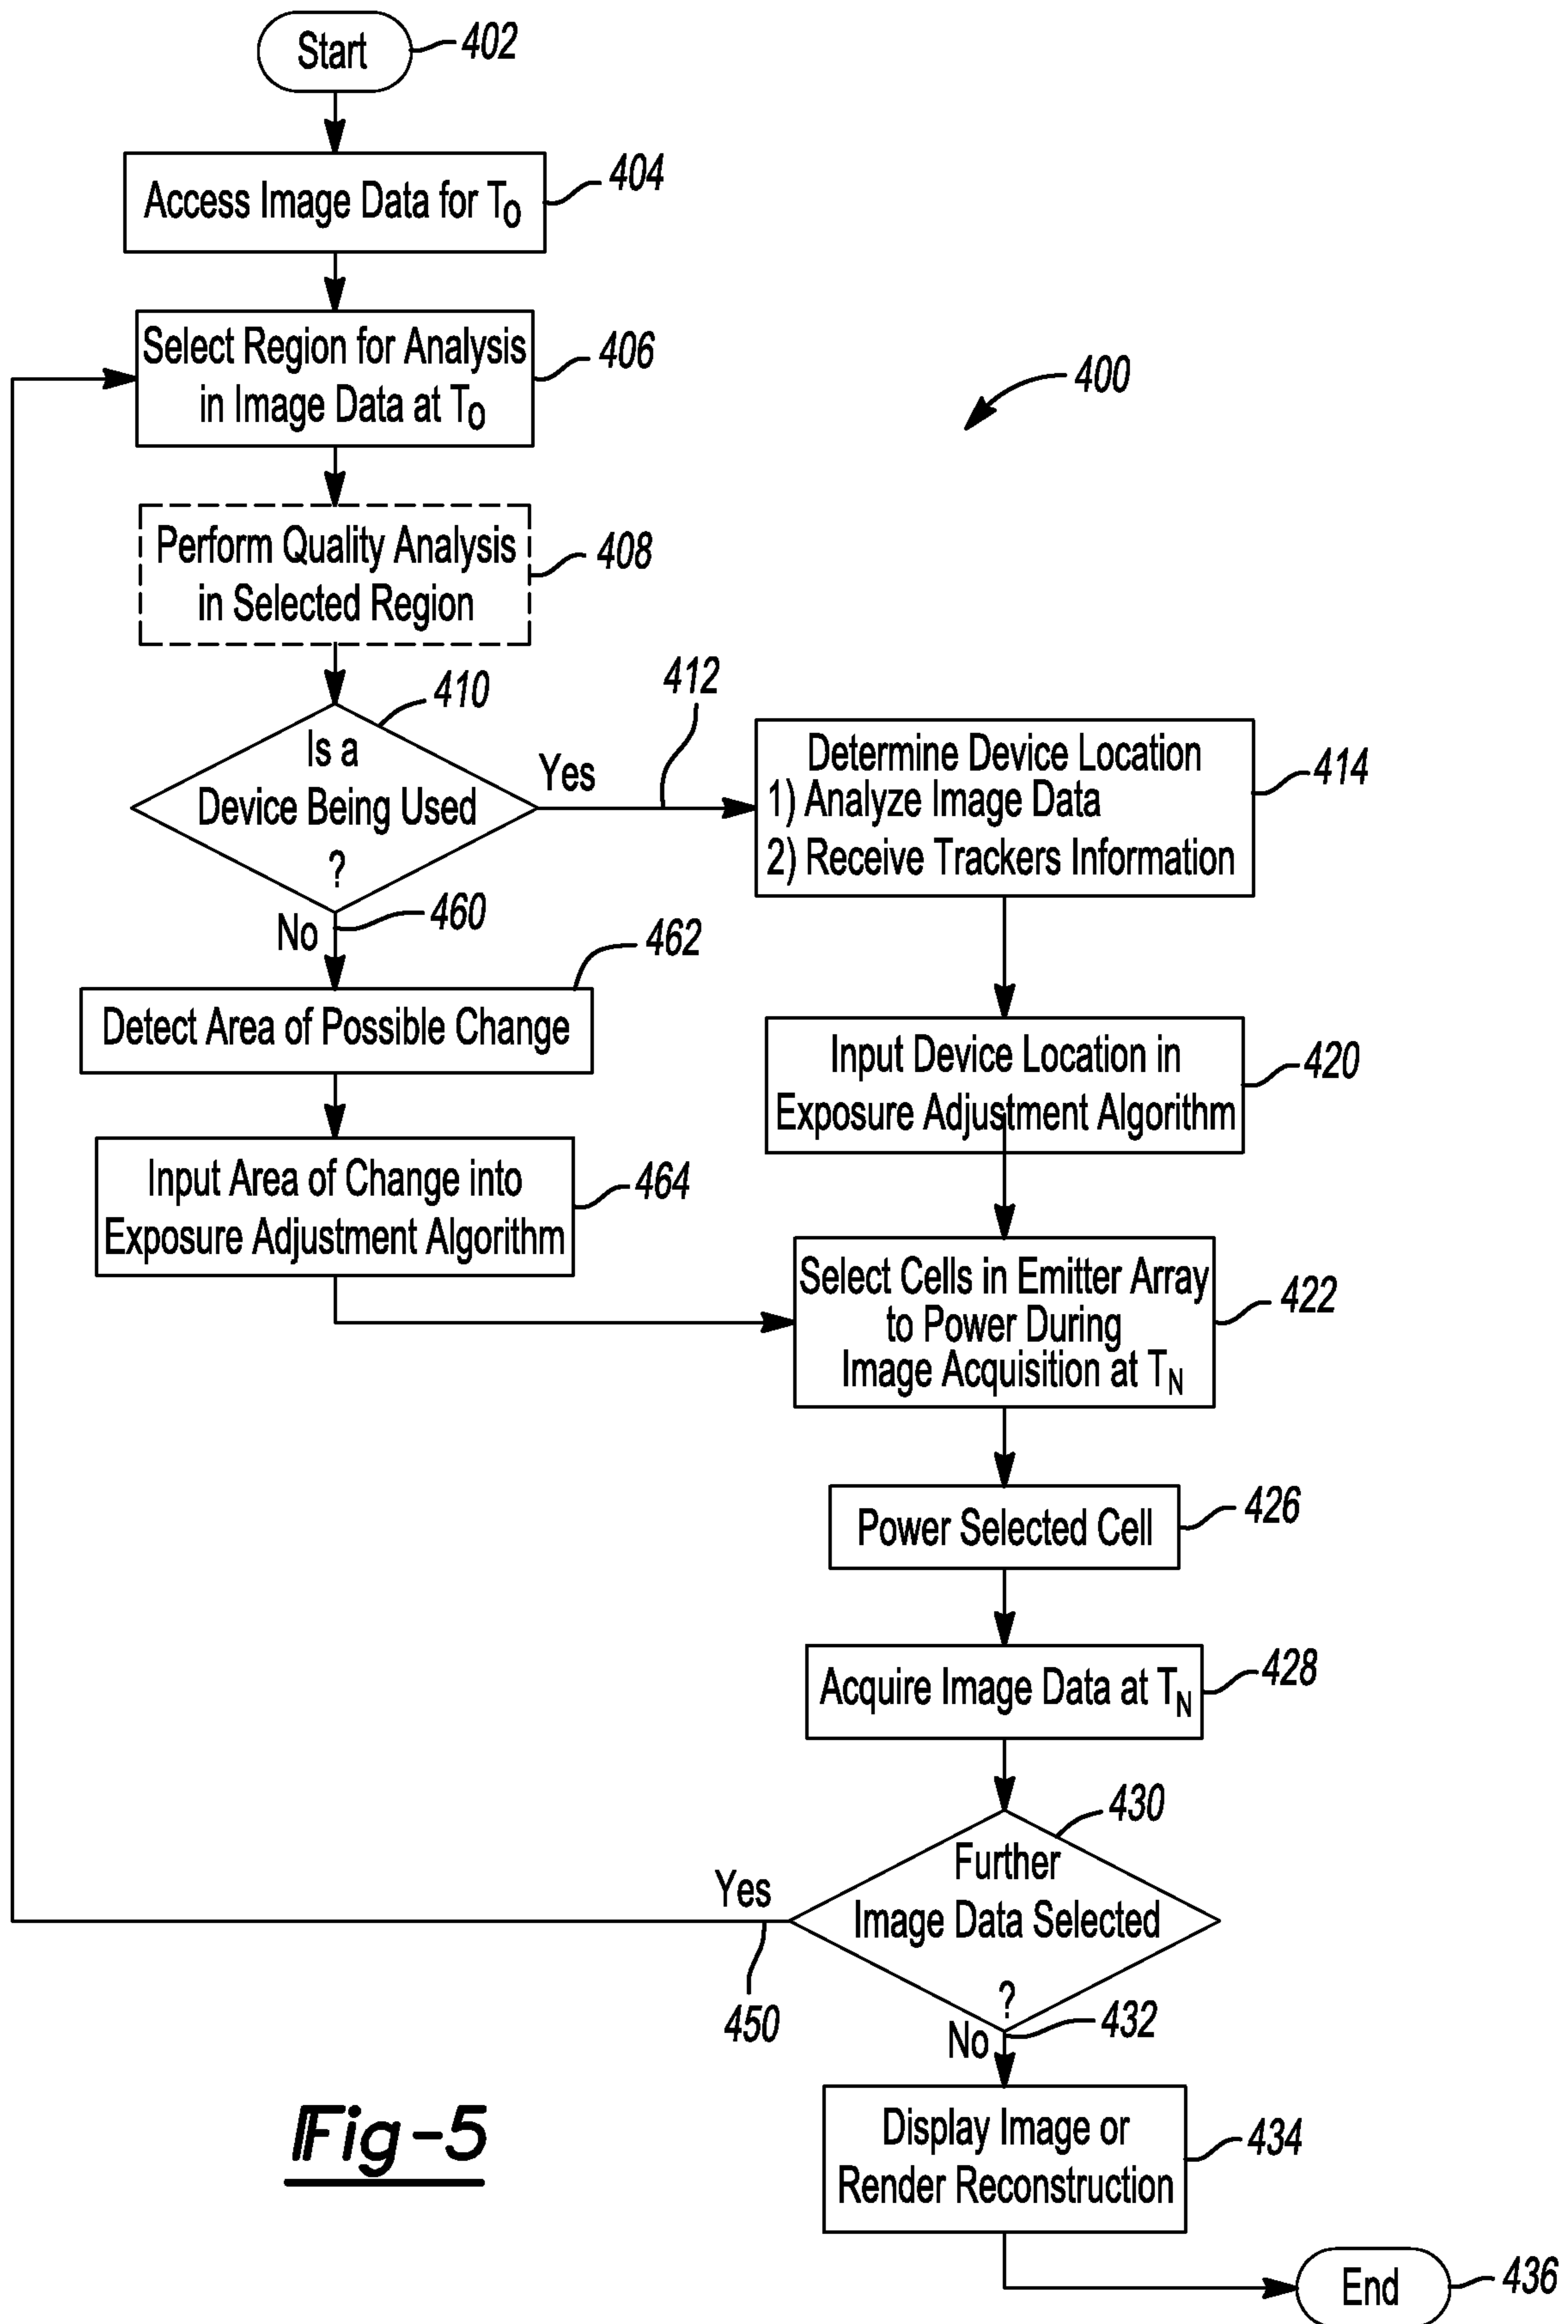 Start
402
Access Image Data for T0
404
Select Region for Analysis
in Image Data at T0
406
400
Perform Quality Analysis
in Selected Region
408
410
412
Is a
Device Being Used
?
Yes
Determine Device Location
1) Analyze Image Data
2) Receive Trackers Information
414
No
460
462
Detect Area of Possible Change
Input Device Location in
Exposure Adjustment Algorithm
420
Input Area of Change into
Exposure Adjustment Algorithm
464
Select Cells in Emitter Array
to Power During
Image Acquisition at TN
422
Power Selected Cell
426
Acquire Image Data at TN
428
430
Further
Image Data Selected
?
Yes
450
No
432
Display Image or
Render Reconstruction
434
Fig-5
End
436